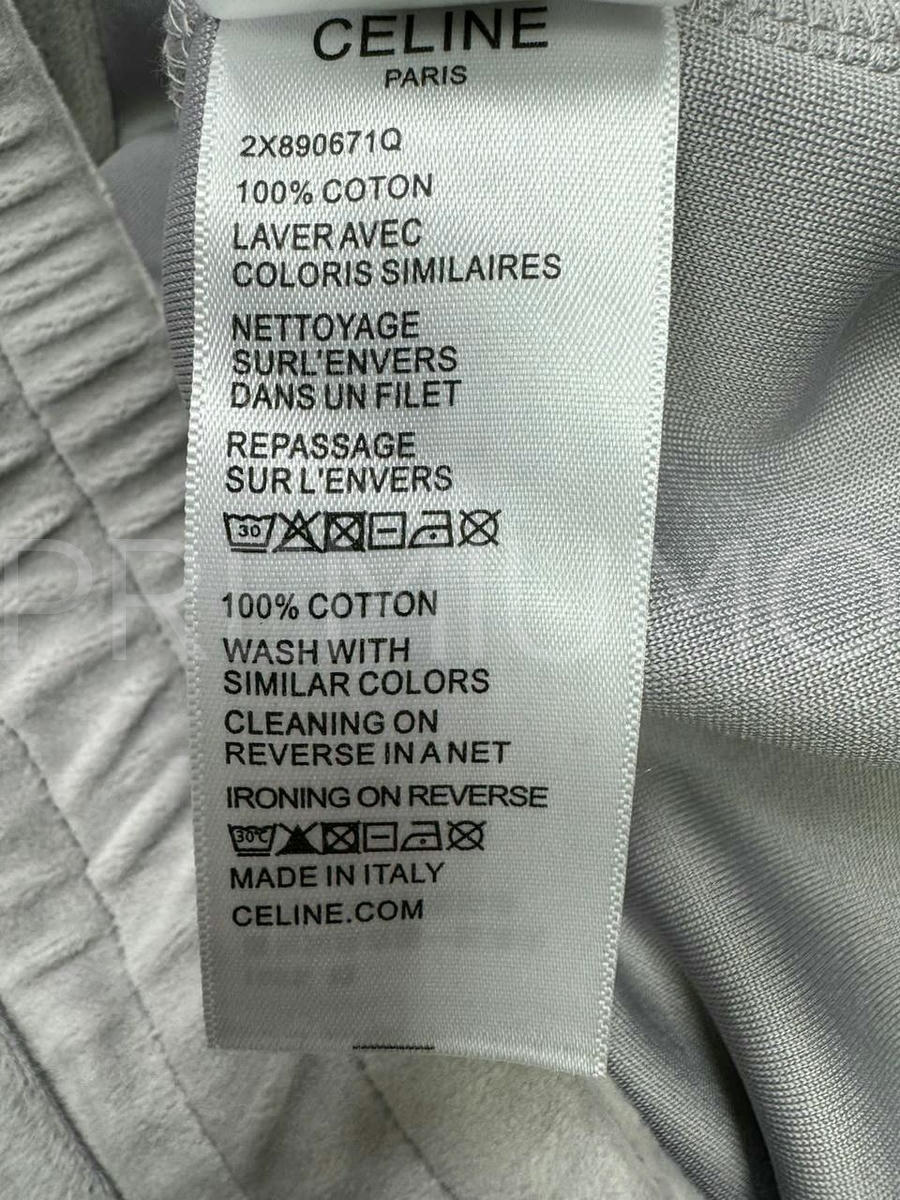 CELINE
PARIS
2X890671Q
100% COTON
LAVER AVEC
COLORIS SIMILAIRES
NETTOYAGE
SURL'ENVERS
DANS UN FILET
REPASSAGE
SUR L'ENVERS
30
100% COTTON
WASH WITH
SIMILAR COLORS
CLEANING ON
REVERSE IN A NET
IRONING ON REVERSE
30℃
MADE IN ITALY
CELINE.COM